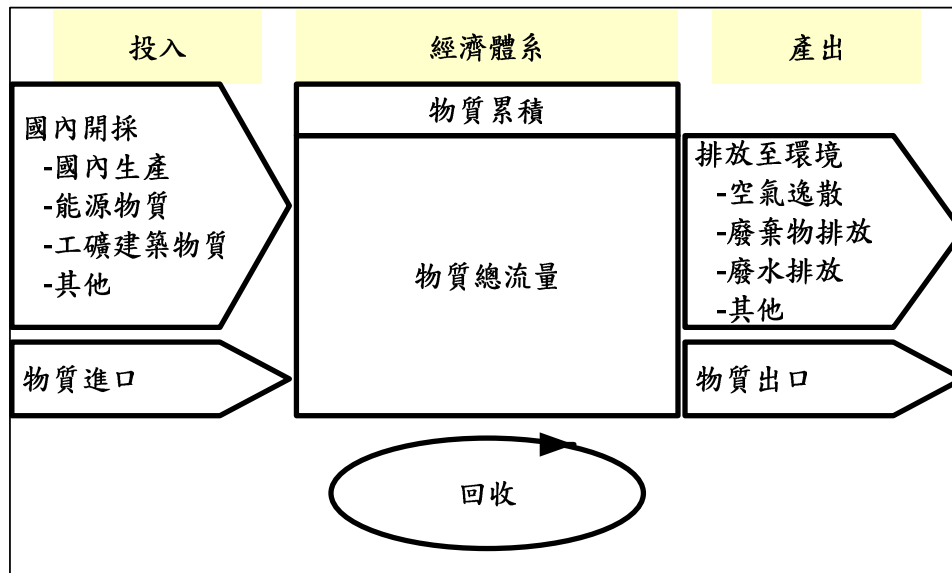 投入
經濟體系
產出
國內開採
-國內生產
-能源物質
-工礦建築物質
-其他
物質進口
物質累積
物質總流量
排放至環境
-空氣逸散
-廢棄物排放
-廢水排放
-其他
物質出口
回收